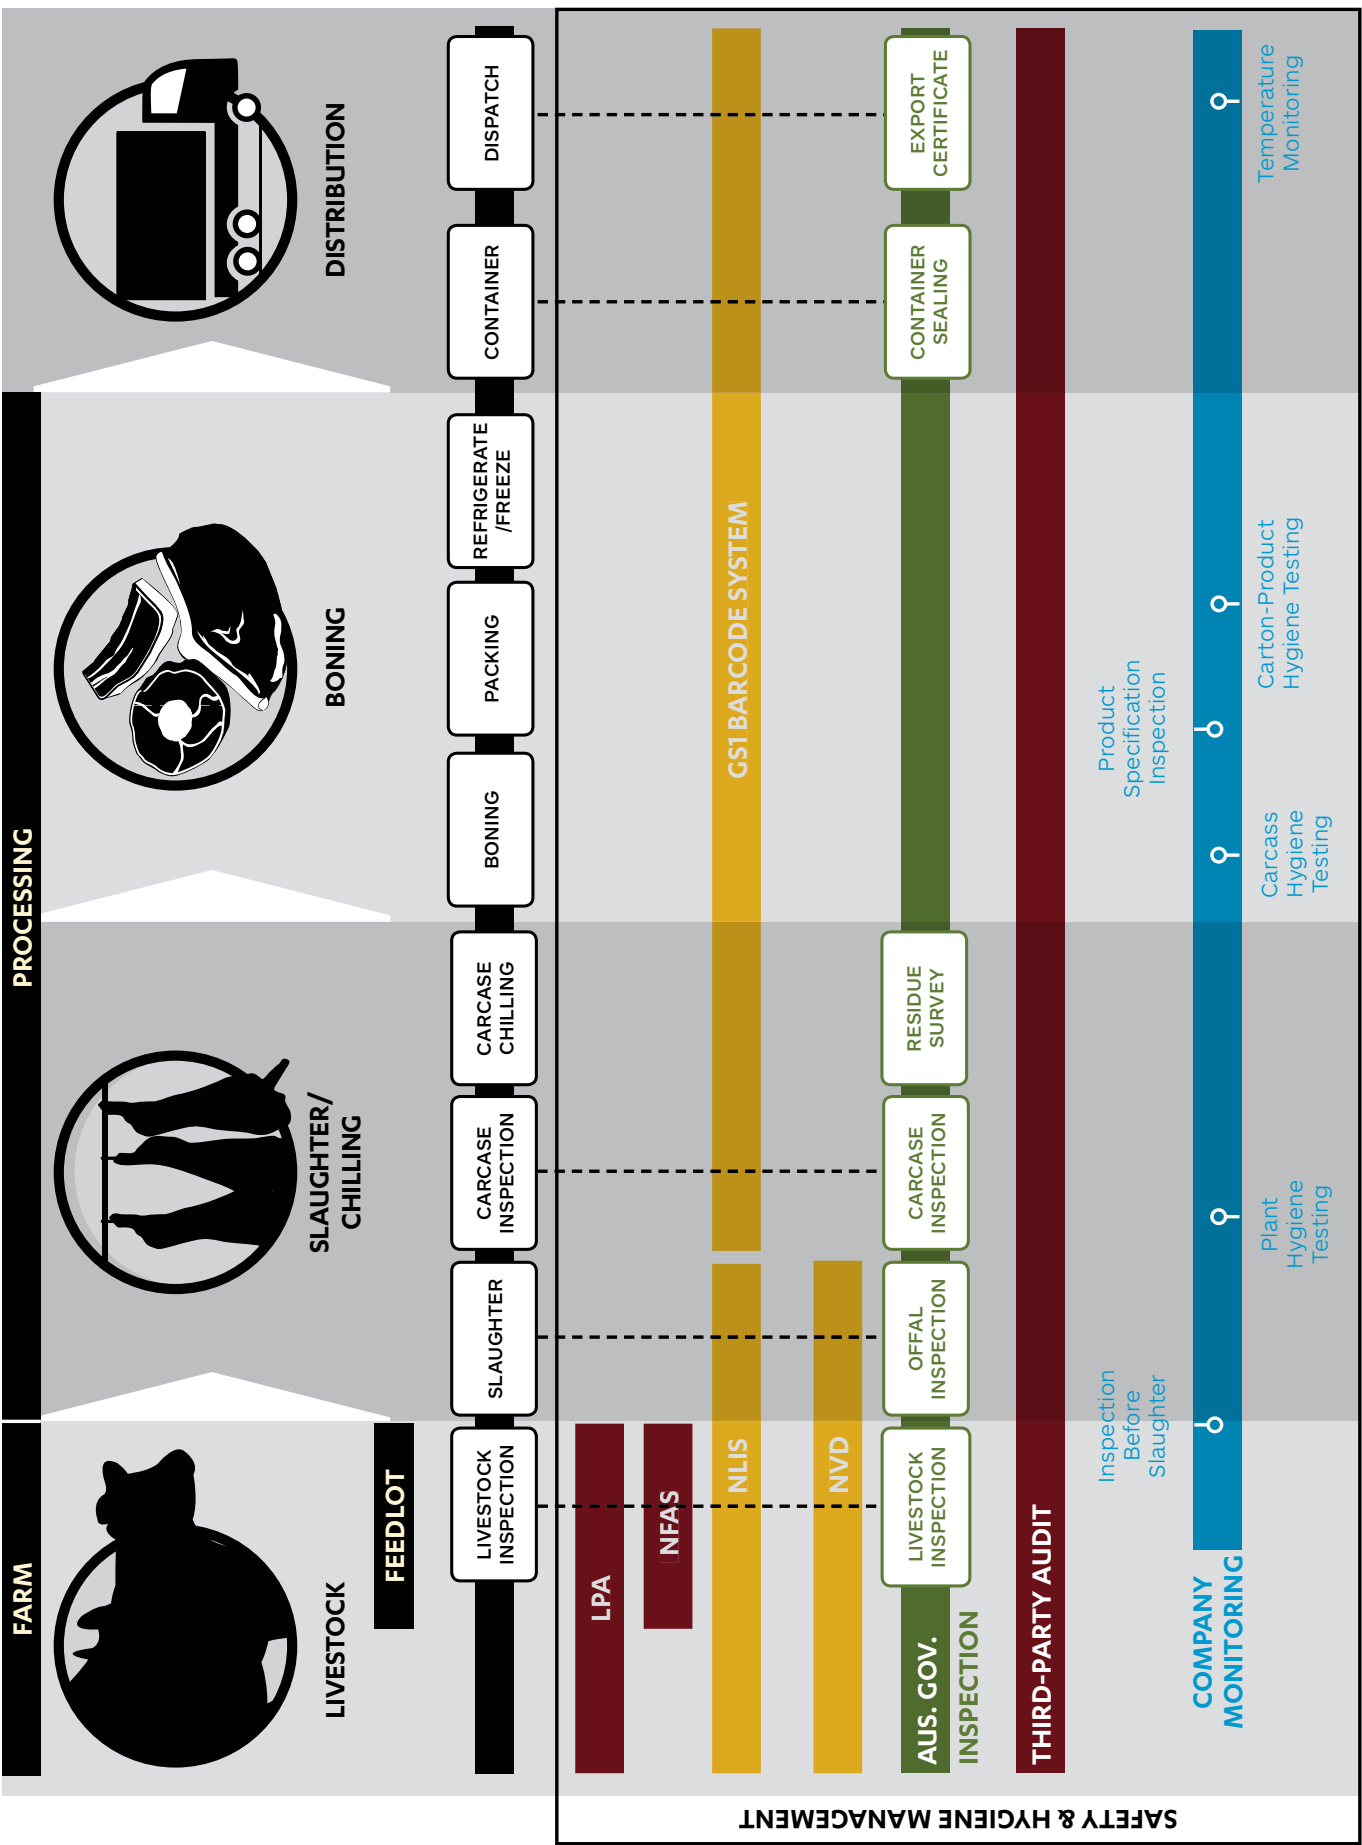 FARM
PROCESSING
LIVESTOCK
SLAUGHTER/
CHILLING
BONING
DISTRIBUTION
FEEDLOT
LIVESTOCK
INSPECTION
SLAUGHTER
CARCASE
INSPECTION
CARCASE
CHILLING
BONING
PACKING
REFRIGERATE
/FREEZE
CONTAINER
DISPATCH
SAFETY & HYGIENE MANAGEMENT
LPA
NFAS
NLIS
GS1 BARCODE SYSTEM
NVD
AUS. GOV.
INSPECTION
LIVESTOCK
INSPECTION
OFFAL
INSPECTION
CARCASE
INSPECTION
RESIDUE
SURVEY
CONTAINER
SEALING
EXPORT
CERTIFICATE
THIRD-PARTY AUDIT
COMPANY
MONITORING
Inspection
Before
Slaughter
Plant
Hygiene
Testing
Carcass
Hygiene
Testing
Product
Specification
Inspection
Carton-Product
Hygiene Testing
Temperature
Monitoring